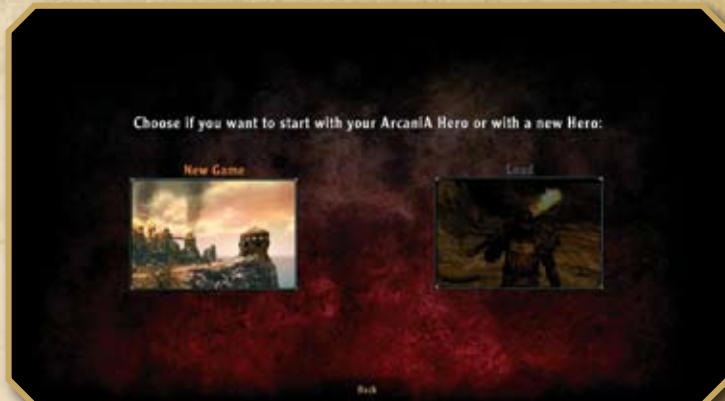 Choose if you want to start with your ArcaniA Hero or with a new Hero:
New Game
Load
Back